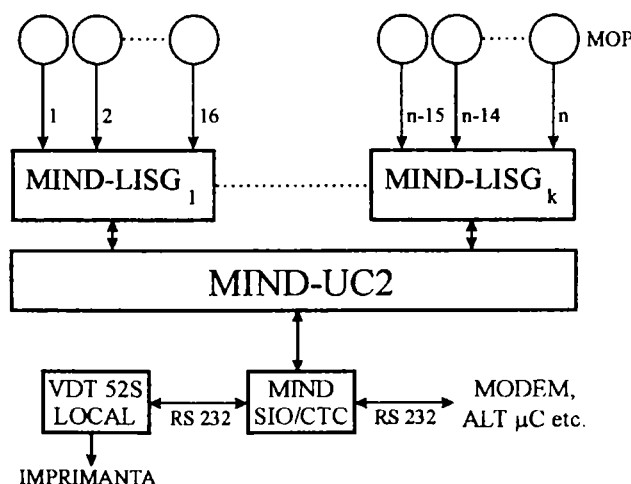 MOP
1 2 16 n-15 n-14 n
MIND-LISG1 MIND-LISGk
MIND-UC2
VDT 52S
LOCAL
RS 232
MIND
SIO/CTC
RS 232
MODEM,
ALT µC etc.
IMPRIMANTA